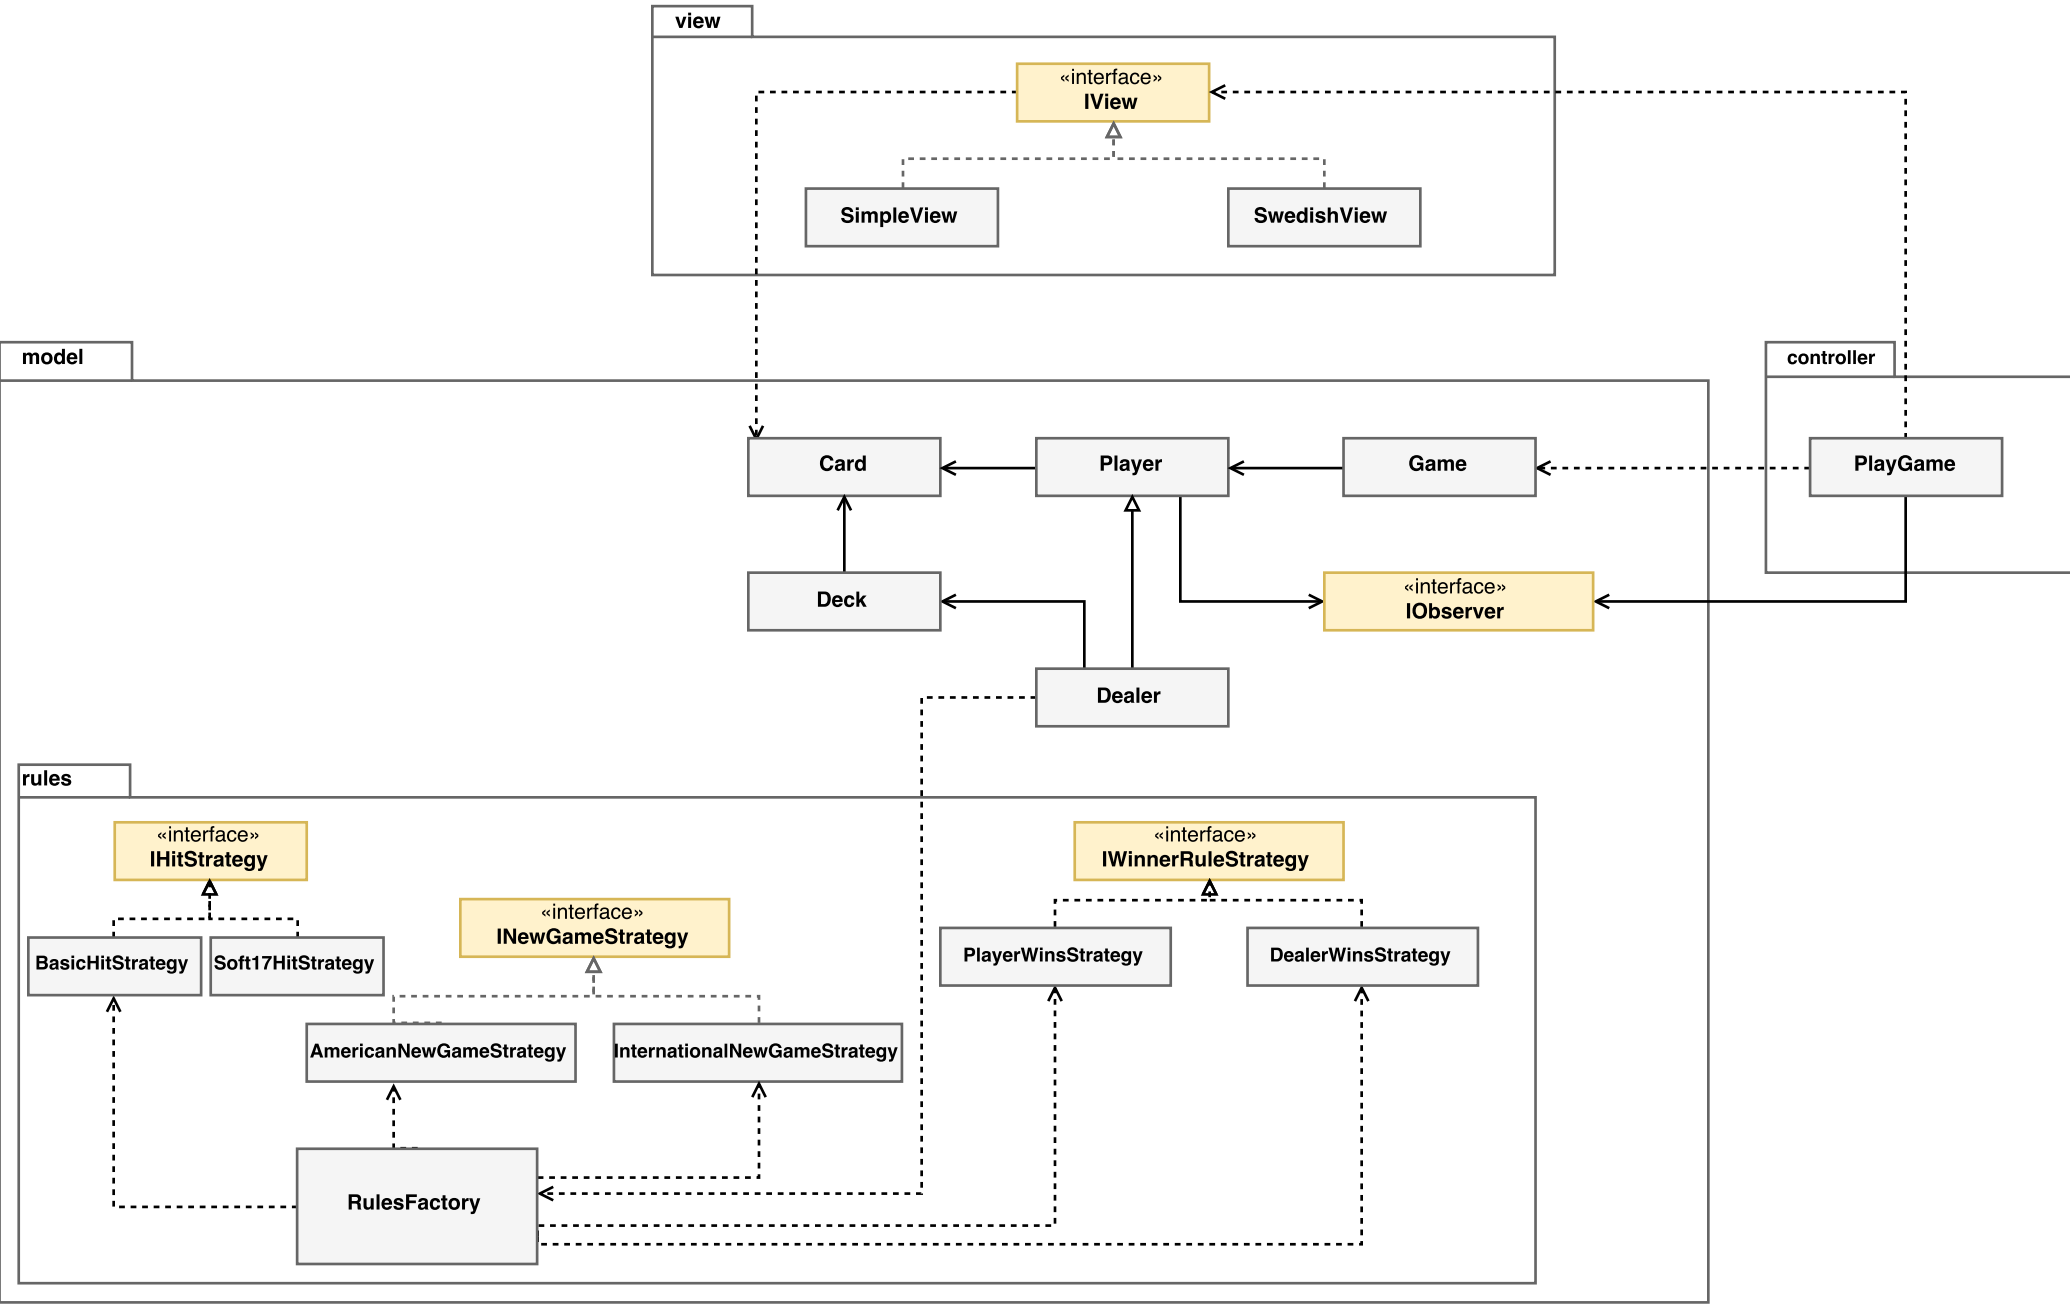 view
«interface»
IView
SimpleView
SwedishView
model
controller
Card
Player
Game
PlayGame
Deck
«interface»
IObserver
Dealer
rules
«interface»
IHitStrategy
«interface»
IWinnerRuleStrategy
«interface»
INewGameStrategy
BasicHitStrategy
Soft17HitStrategy
PlayerWinsStrategy
DealerWinsStrategy
AmericanNewGameStrategy
InternationalNewGameStrategy
RulesFactory